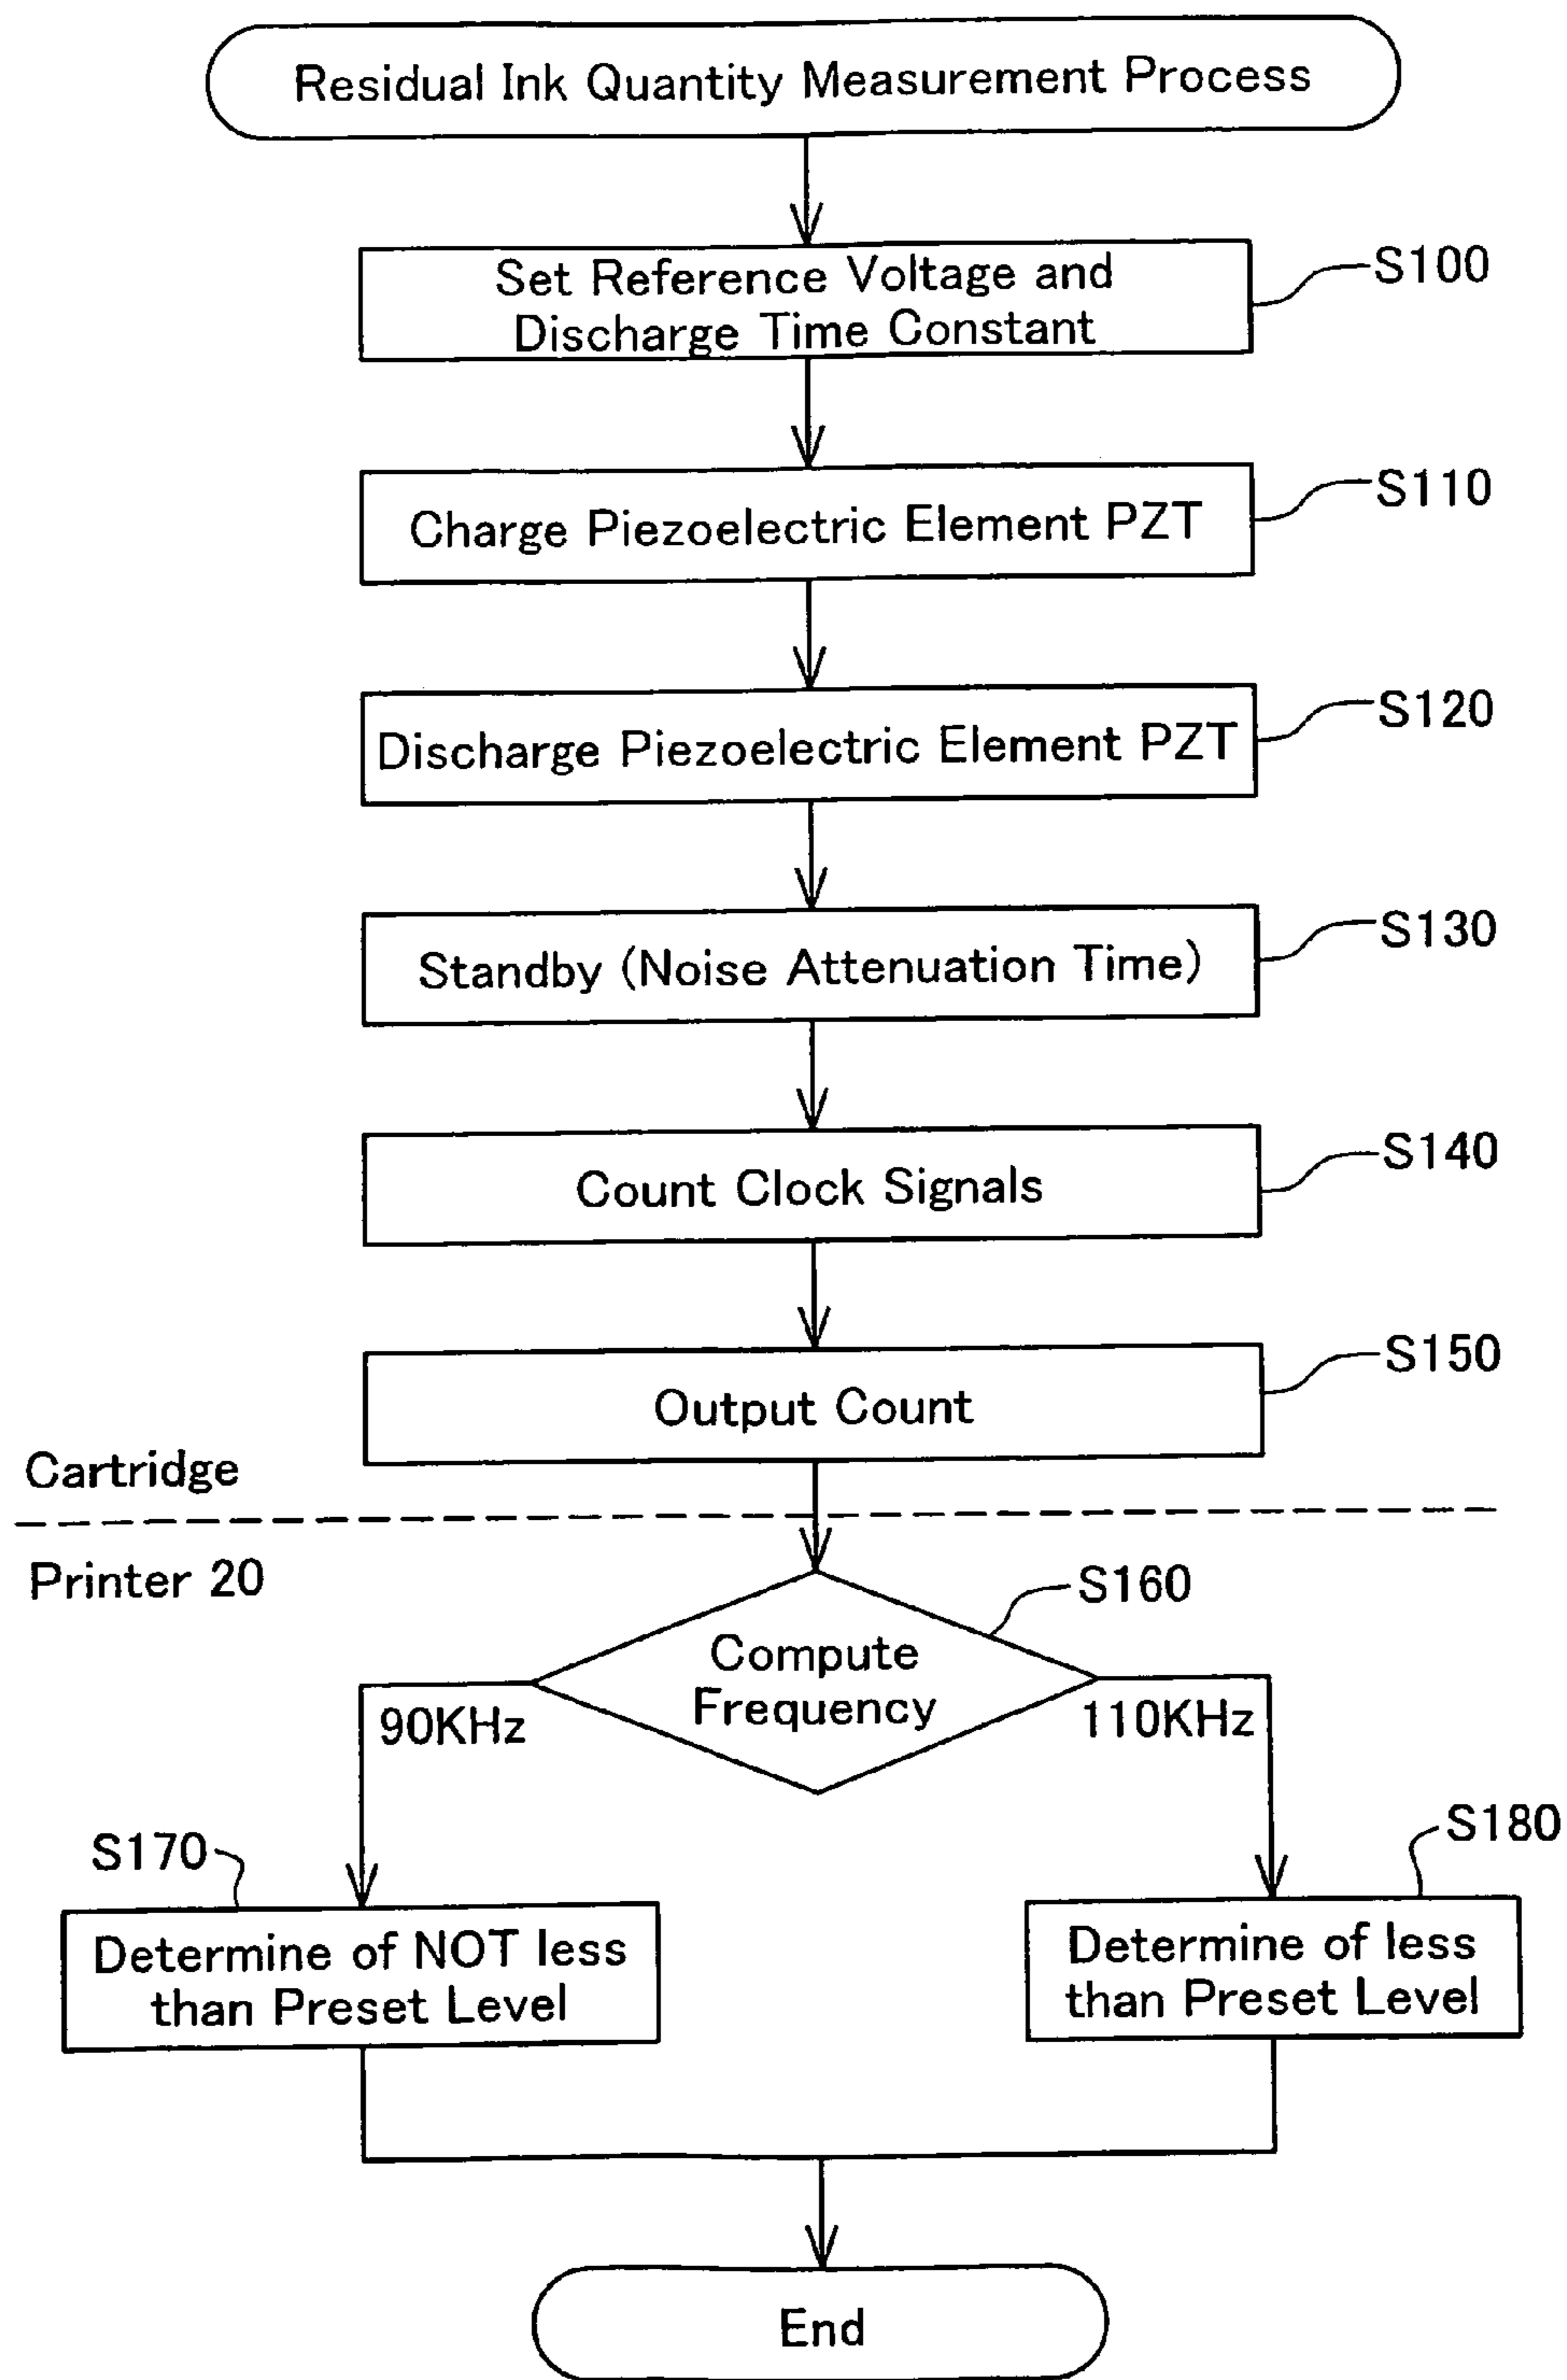 Residual Ink Quantity Measurement Process
Set Reference Voltage and
Discharge Time Constant
S100
Charge Piezoelectric Element PZT
S110
Discharge Piezoelectric Element PZT
S120
Standby (Noise Attenuation Time)
S130
Count Clock Signals
S140
Output Count
S150
Cartridge
Printer 20
S160
Compute
Frequency
90KHz
110KHz
S170
S180
Determine of NOT less
than Preset Level
Determine of less
than Preset Level
End